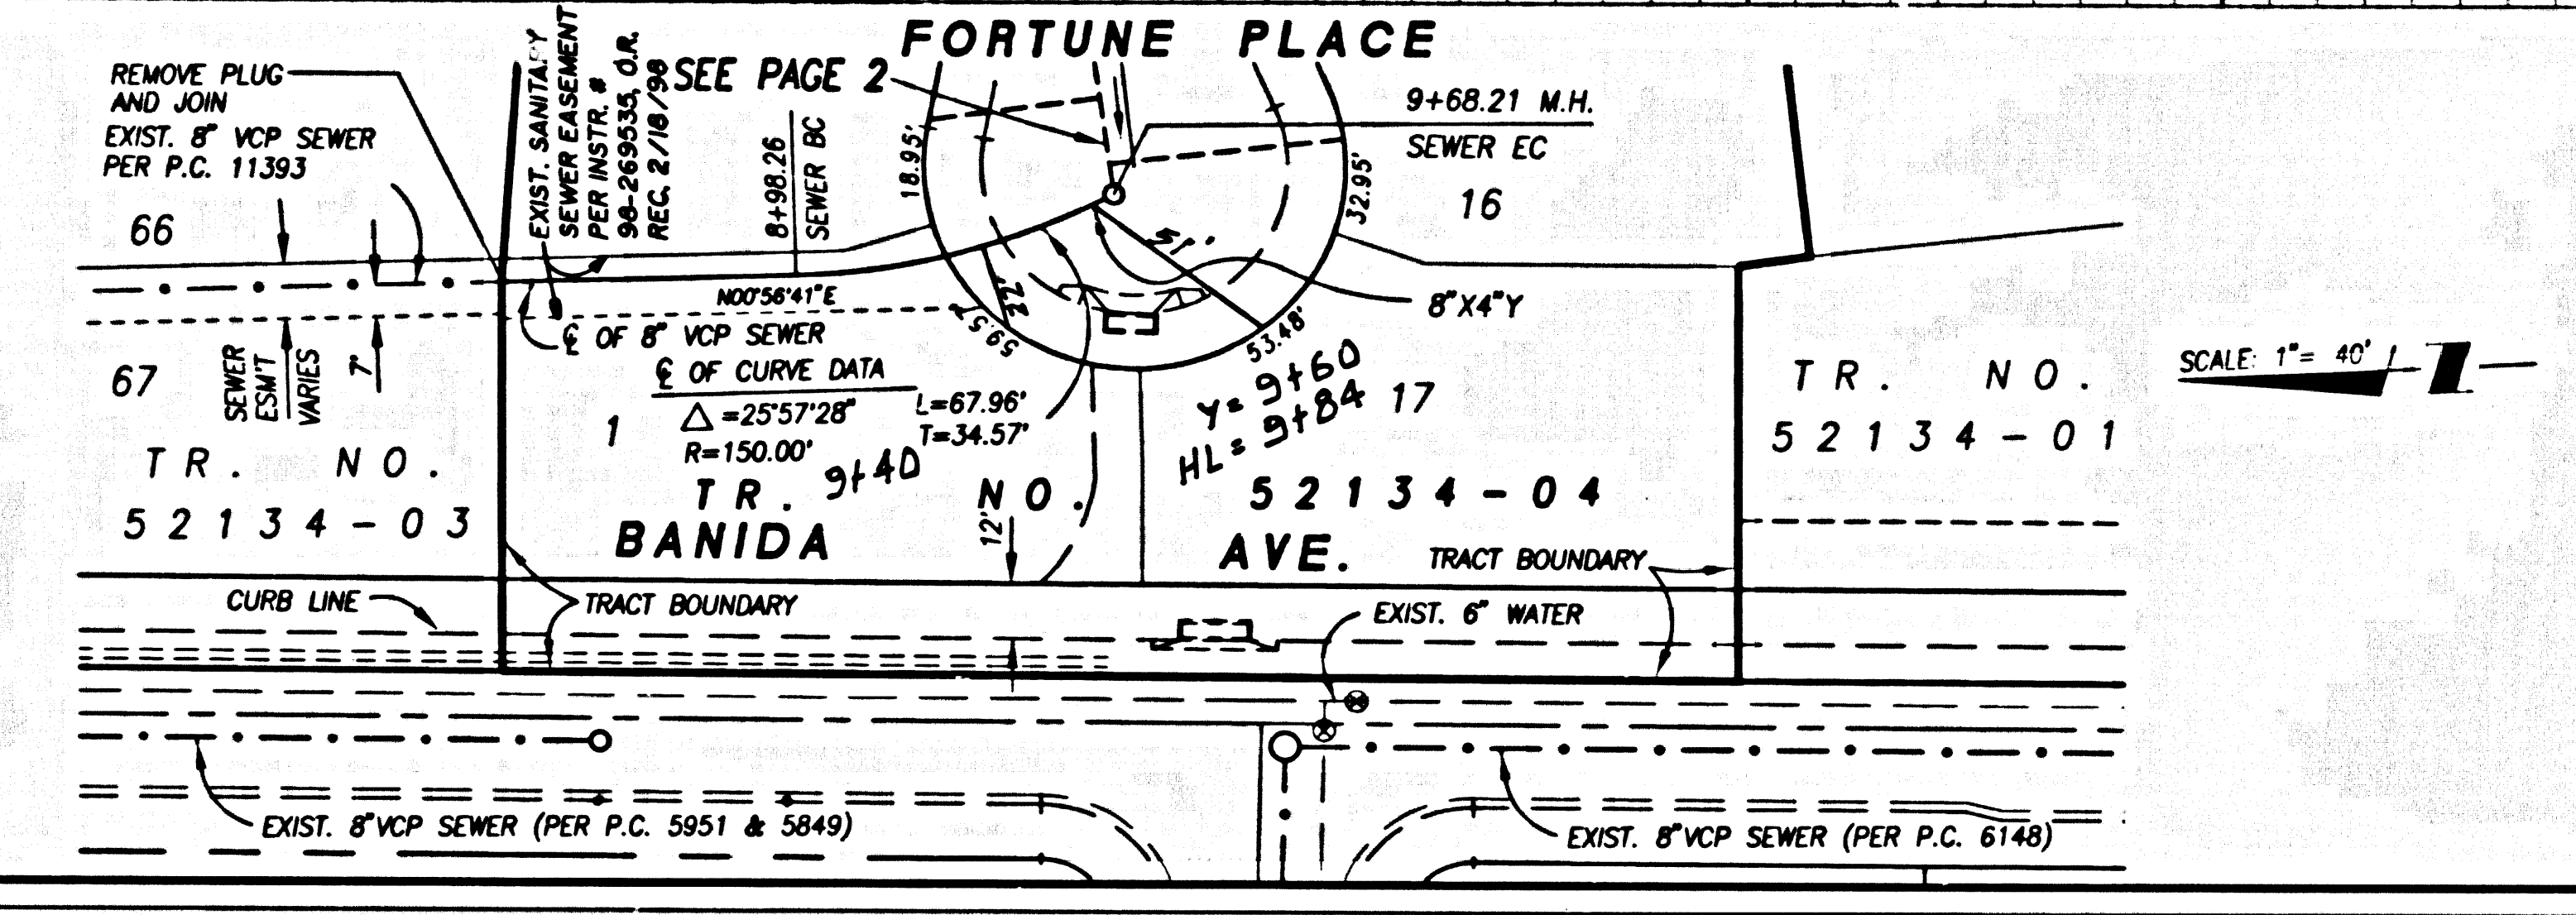 FORTUNE PLACE
SEE PAGE 2
REMOVE PLUG
AND JOIN
EXIST. 8" VCP SEWER
PER P.C. 11393
EXIST. SANITARY
SEWER EASEMENT
PER INSTR. #
98-269535, O.R.
REC. 2/18/98
8+98.26
SEWER BC
18.95'
9+68.21 M.H.
SEWER EC
32.95'
16
66
N00°56'41"E
22'
59.57'
53.48'
8"X4"Y
67
SEWER
ESM'T
VARIES
7'
℄ OF 8" VCP SEWER
℄ OF CURVE DATA
△ =25°57'28"
R=150.00'
L=67.96'
T=34.57'
1
9+40
Y= 9+60
HL= 9+84
17
TR. NO.
52134-03
TR. NO.
52134-04
TR. NO.
52134-01
SCALE: 1"= 40'
BANIDA AVE.
12'
TRACT BOUNDARY
CURB LINE
TRACT BOUNDARY
EXIST. 6" WATER
EXIST. 8"VCP SEWER (PER P.C. 5951 & 5849)
EXIST. 8"VCP SEWER (PER P.C. 6148)